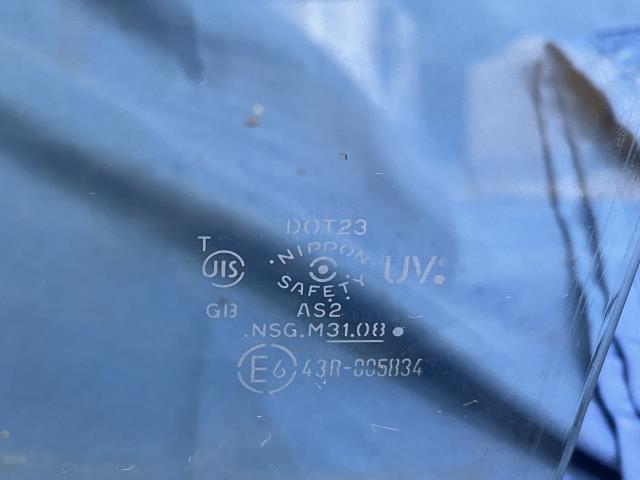 DOT23
T
.NIPPON.
JIS
UV.
SAFETY
GB
AS2
.NSG.M31.08
E6 43R-005834